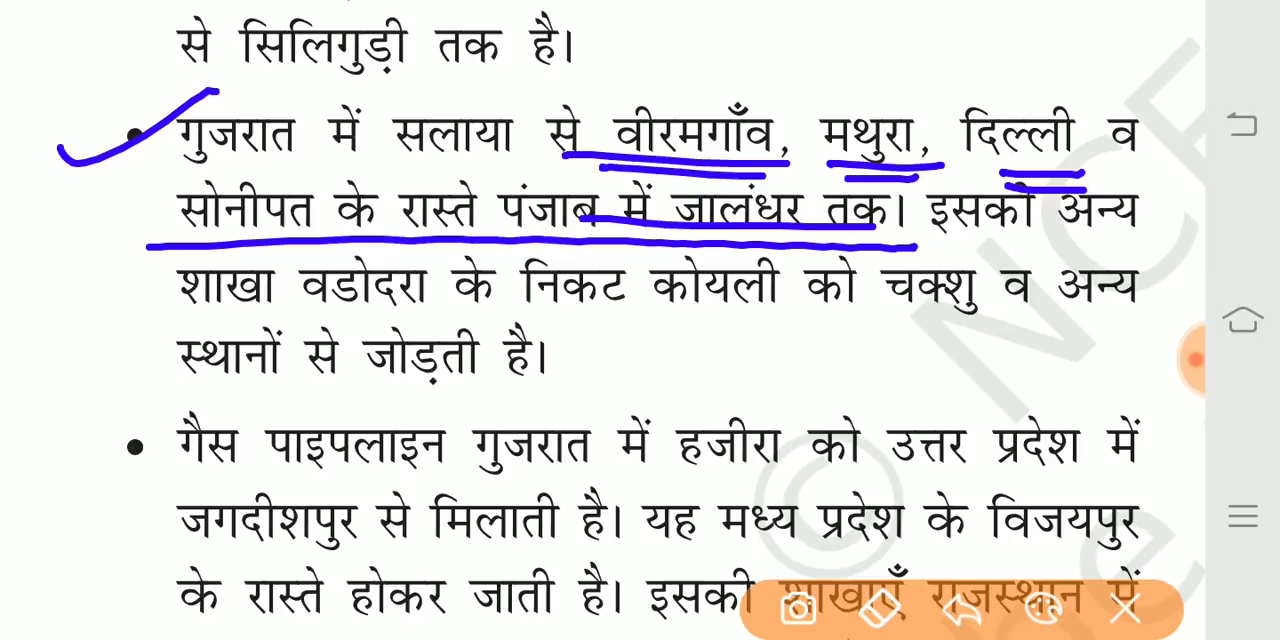 से सिलिगुड़ी तक है।
• गुजरात में सलाया से वीरमगाँव, मथुरा, दिल्ली व
सोनीपत के रास्ते पंजाब में जालंधर तक। इसकी अन्य
शाखा वडोदरा के निकट कोयली को चक्शु व अन्य
स्थानों से जोड़ती है।
• गैस पाइपलाइन गुजरात में हजीरा को उत्तर प्रदेश में
जगदीशपुर से मिलाती है। यह मध्य प्रदेश के विजयपुर
के रास्ते होकर जाती है। इसकी शाखाएँ राजस्थान में